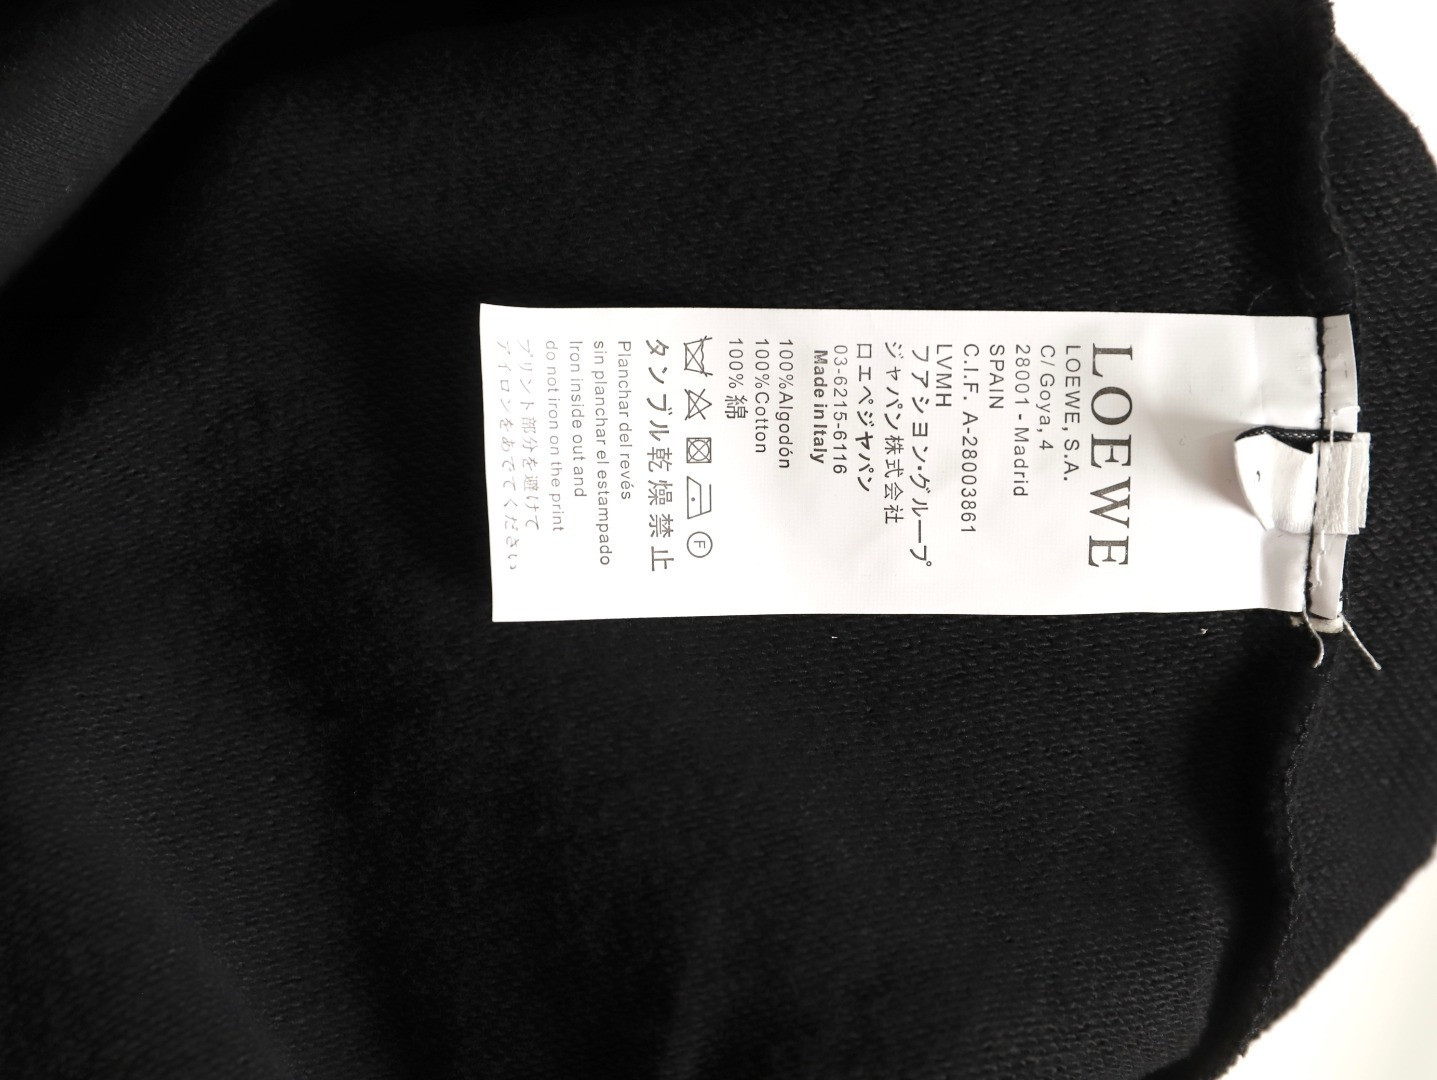 LOEWE
LOEWE, S.A.
C/Goya, 4
28001 - Madrid
SPAIN
C.I.F. A-28003861
LVMH
フアシヨン･グループ
ジャパン株式会社
ロエベジヤパン
03-6215-6116
Made in Italy
100%Algodón
100%Cotton
100%綿
F
タンブル乾燥禁止
Planchar del revés
sin planchar el estampado
Iron inside out and
do not iron on the print
プリント部分を避けて
アイロンをあててください